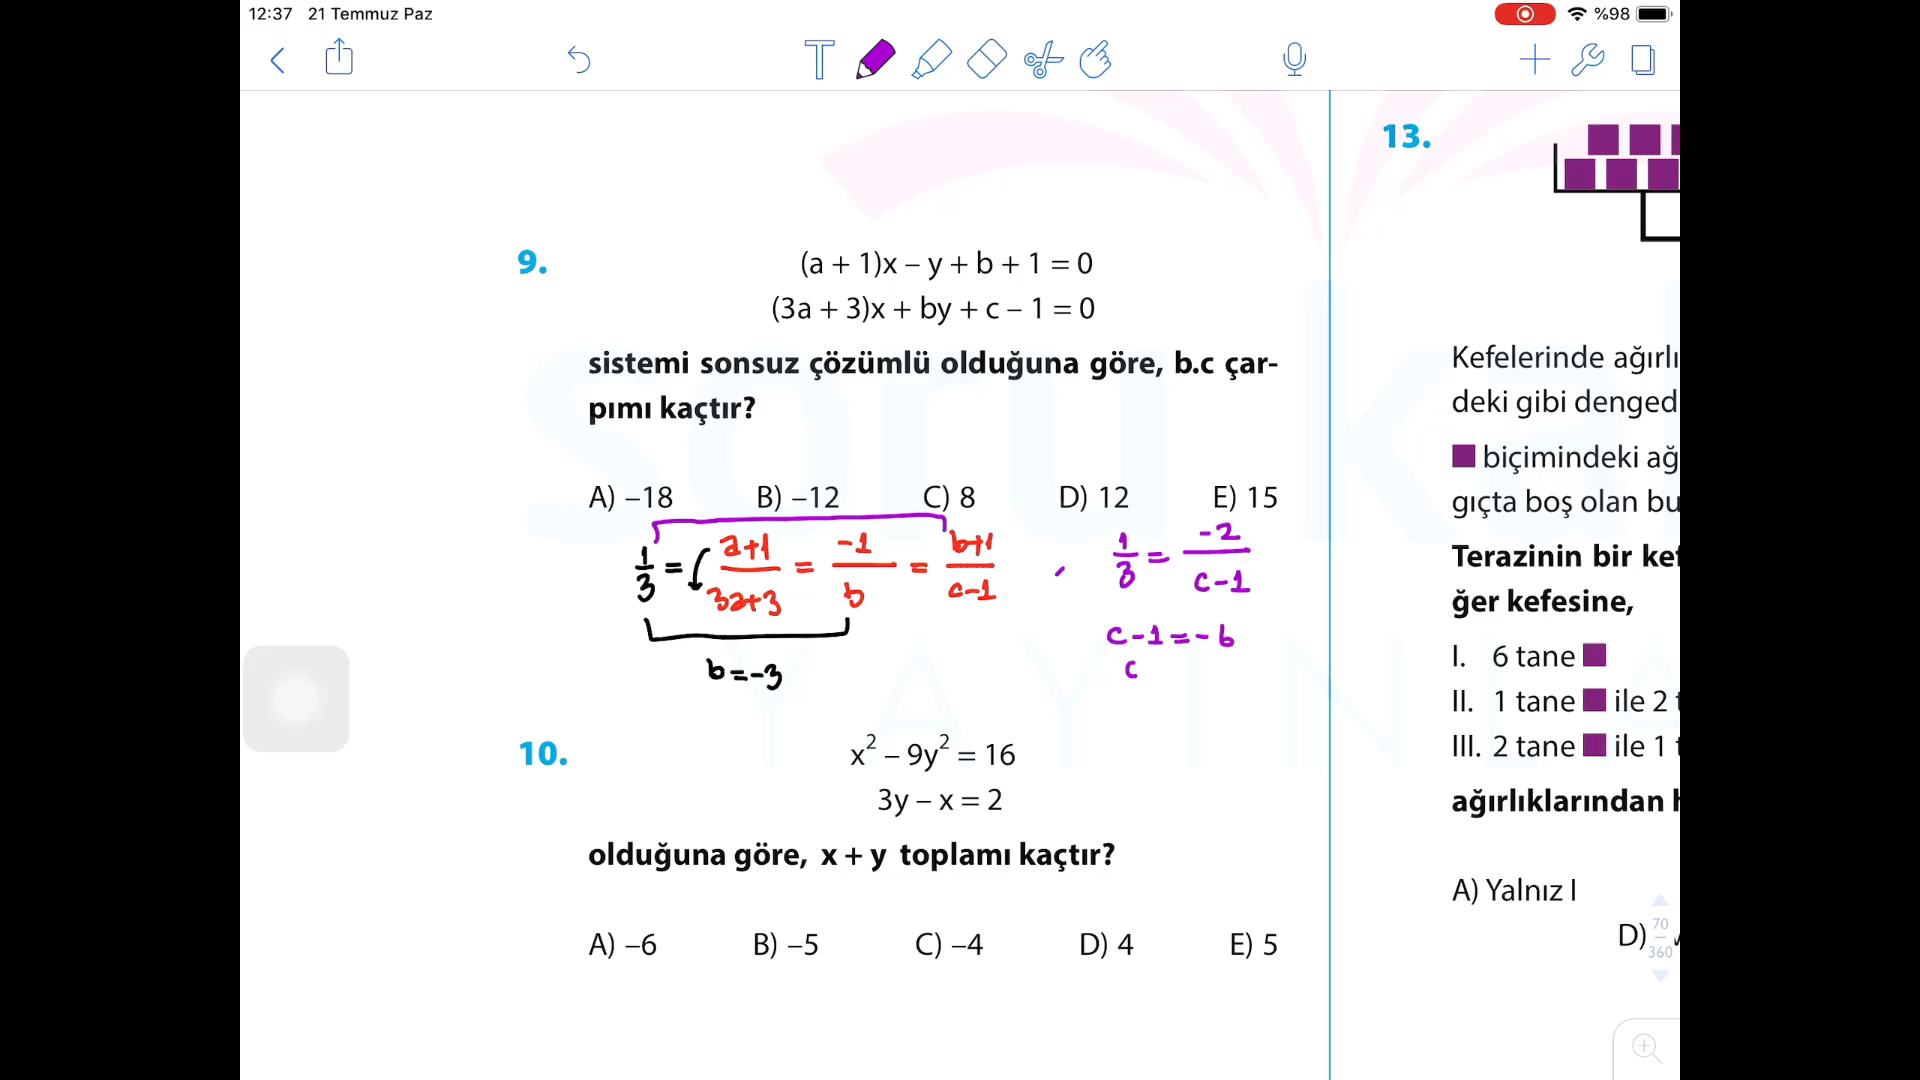 12:37 21 Temmuz Paz
%98
9.
(a + 1)x – y + b + 1 = 0
(3a + 3)x + by + c – 1 = 0
sistemi sonsuz çözümlü olduğuna göre, b.c çar-
pımı kaçtır?
A) –18 B) –12 C) 8 D) 12 E) 15
1/3 = a+1/3a+3 = -1/b = b+1/c-1
b=-3
1/3 = -2/c-1
c-1=-6
c
10.
x² – 9y² = 16
3y – x = 2
olduğuna göre, x + y toplamı kaçtır?
A) –6 B) –5 C) –4 D) 4 E) 5
13.
Kefelerinde ağırlı
deki gibi denged
biçimindeki ağ
gıçta boş olan bu
Terazinin bir kef
ğer kefesine,
I. 6 tane
II. 1 tane ile 2 t
III. 2 tane ile 1 t
ağırlıklarından h
A) Yalnız I
D)
70
360
soru kal
YAYINLA